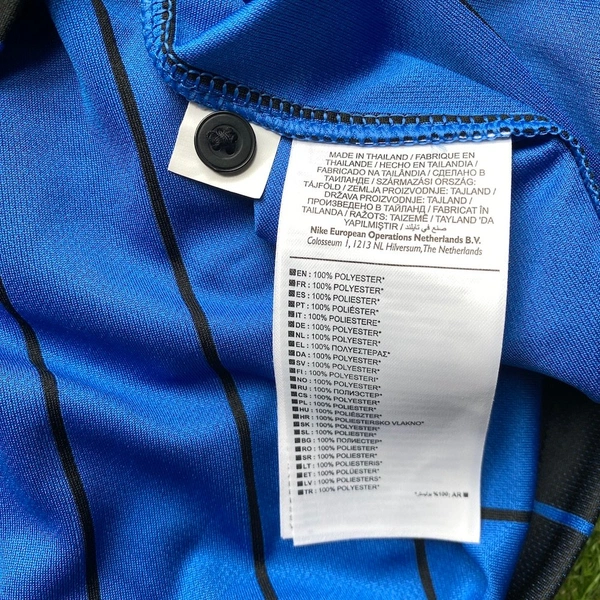 MADE IN THAILAND / FABRIQUE EN
THAILANDE / HECHO EN TAILANDIA /
FABRICADO NA TAILÂNDIA / СДЕЛАНО В
ТАИЛАНДЕ / SZÁRMAZÁSI ORSZÁG:
TÁJFÖLD / ZEMLJA PROIZVODNJE: TAJLAND /
DRŽAVA PROIZVODNJE: TAJLAND /
ПРОИЗВЕДЕНО В ТАЙЛАНД / FABRICAT ÎN
TAILANDA / RAŽOTS: TAIZEMĒ / TAYLAND 'DA
YAPILMIŞTIR / صنع في تايلند
Nike European Operations Netherlands B.V.
Colosseum 1, 1213 NL Hilversum, The Netherlands
EN : 100% POLYESTER*
FR : 100% POLYESTER*
ES : 100% POLIÉSTER*
PT : 100% POLIÉSTER*
IT : 100% POLIESTERE*
DE : 100% POLYESTER*
NL : 100% POLYESTER*
EL : 100% ΠΟΛΥΕΣΤΕΡΑΣ*
DA : 100% POLYESTER*
SV : 100% POLYESTER*
FI : 100% POLYESTERI*
NO : 100% POLYESTER*
RU : 100% ПОЛИЭСТЕР*
CS : 100% POLYESTER*
PL : 100% POLIESTER*
HU : 100% POLIÉSZTER*
HR : 100% POLIESTER*
SK : 100% POLIESTERSKO VLAKNO*
SL : 100% POLIESTER*
BG : 100% ПОЛИЕСТЕР*
RO : 100% POLIESTER*
SR : 100% POLIESTER*
LT : 100% POLIESTERIS*
ET : 100% POLÜESTER*
LV : 100% POLIESTERS*
TR : 100% POLYESTER*
AR : %100 بوليستر*